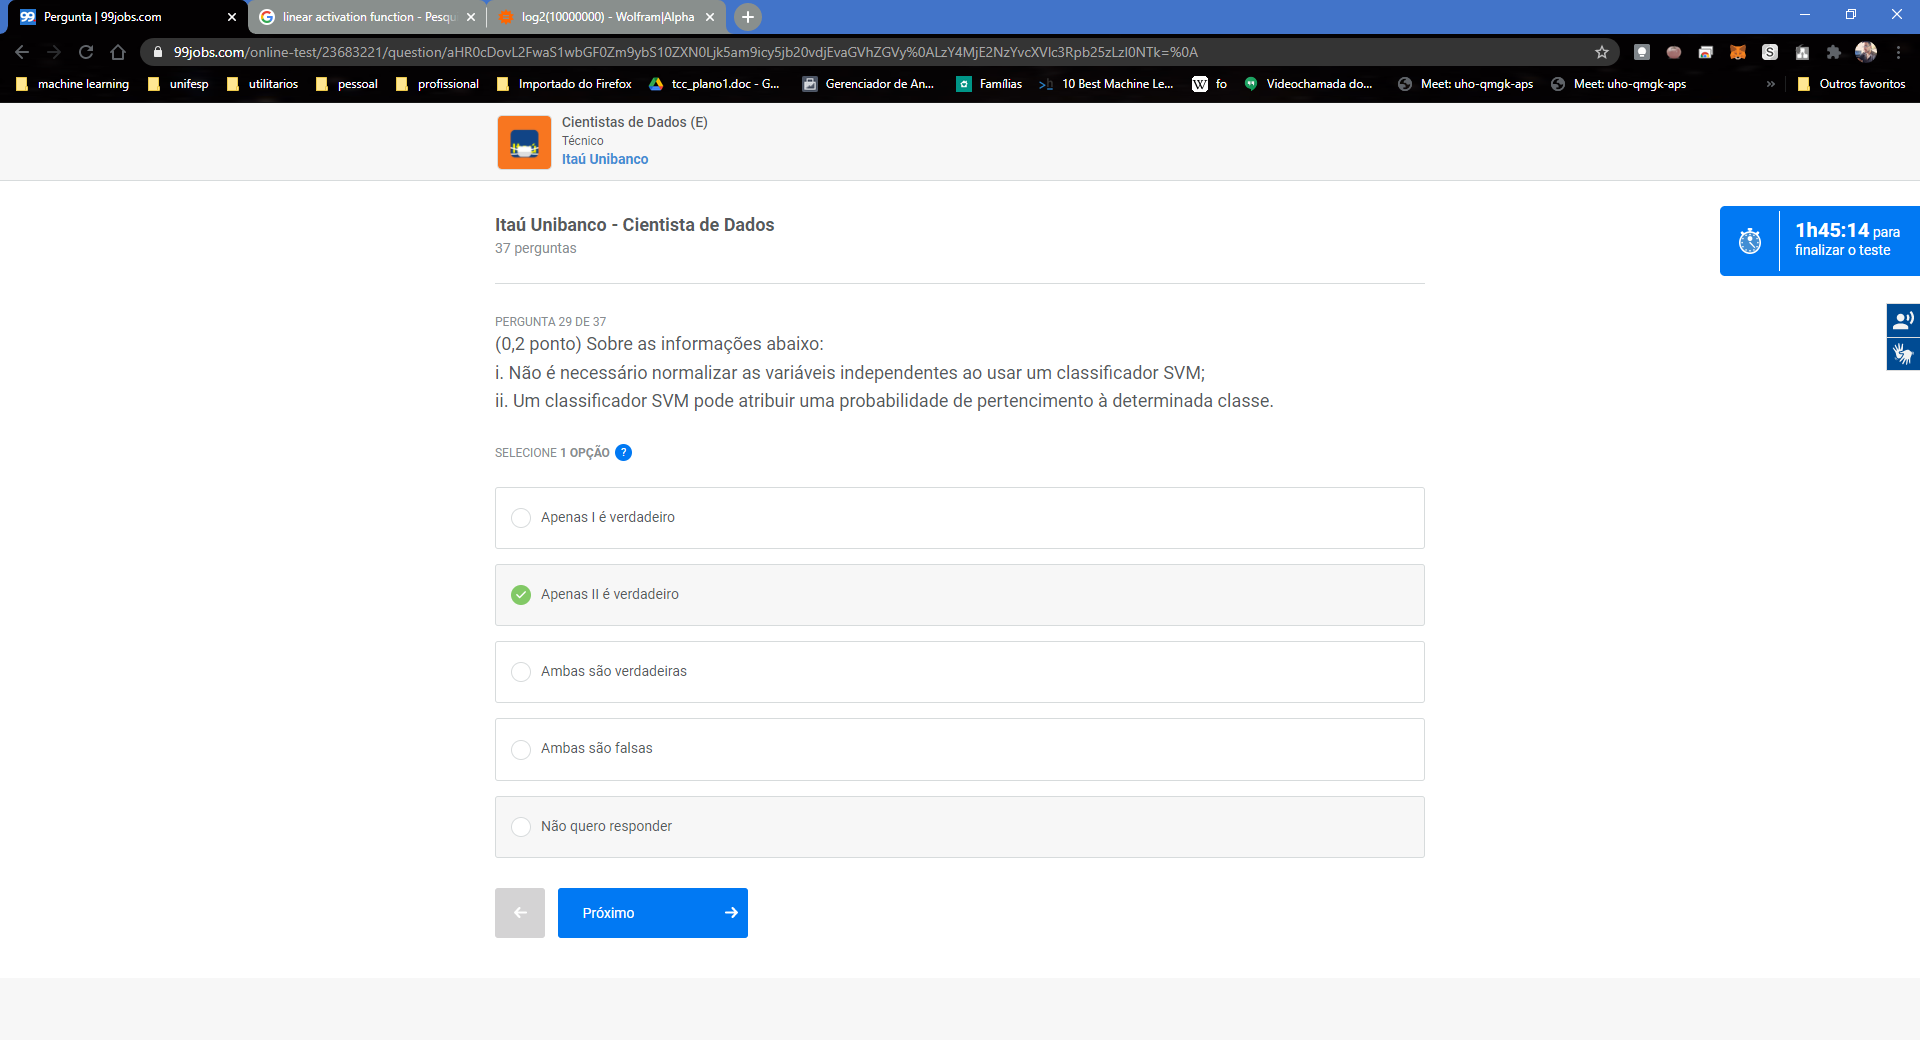 99 Pergunta | 99jobs.com
linear activation function - Pesqu
log2(10000000) - Wolfram|Alpha
99jobs.com/online-test/23683221/question/aHR0cDovL2FwaS1wbGF0Zm9ybS10ZXN0Ljk5am9icy5jb20vdjEvaGVhZGVy%0ALzY4MjE2NzYvcXVlc3Rpb25zLzI0NTk=%0A
machine learning
unifesp
utilitarios
pessoal
profissional
Importado do Firefox
tcc_plano1.doc - G...
Gerenciador de An...
Famílias
10 Best Machine Le...
W fo
Videochamada do...
Meet: uho-qmgk-aps
Meet: uho-qmgk-aps
»
Outros favoritos
Cientistas de Dados (E)
Técnico
Itaú Unibanco
Itaú Unibanco - Cientista de Dados
37 perguntas
1h45:14 para
finalizar o teste
PERGUNTA 29 DE 37
(0,2 ponto) Sobre as informações abaixo:
i. Não é necessário normalizar as variáveis independentes ao usar um classificador SVM;
ii. Um classificador SVM pode atribuir uma probabilidade de pertencimento à determinada classe.
SELECIONE 1 OPÇÃO ?
Apenas I é verdadeiro
Apenas II é verdadeiro
Ambas são verdadeiras
Ambas são falsas
Não quero responder
Próximo